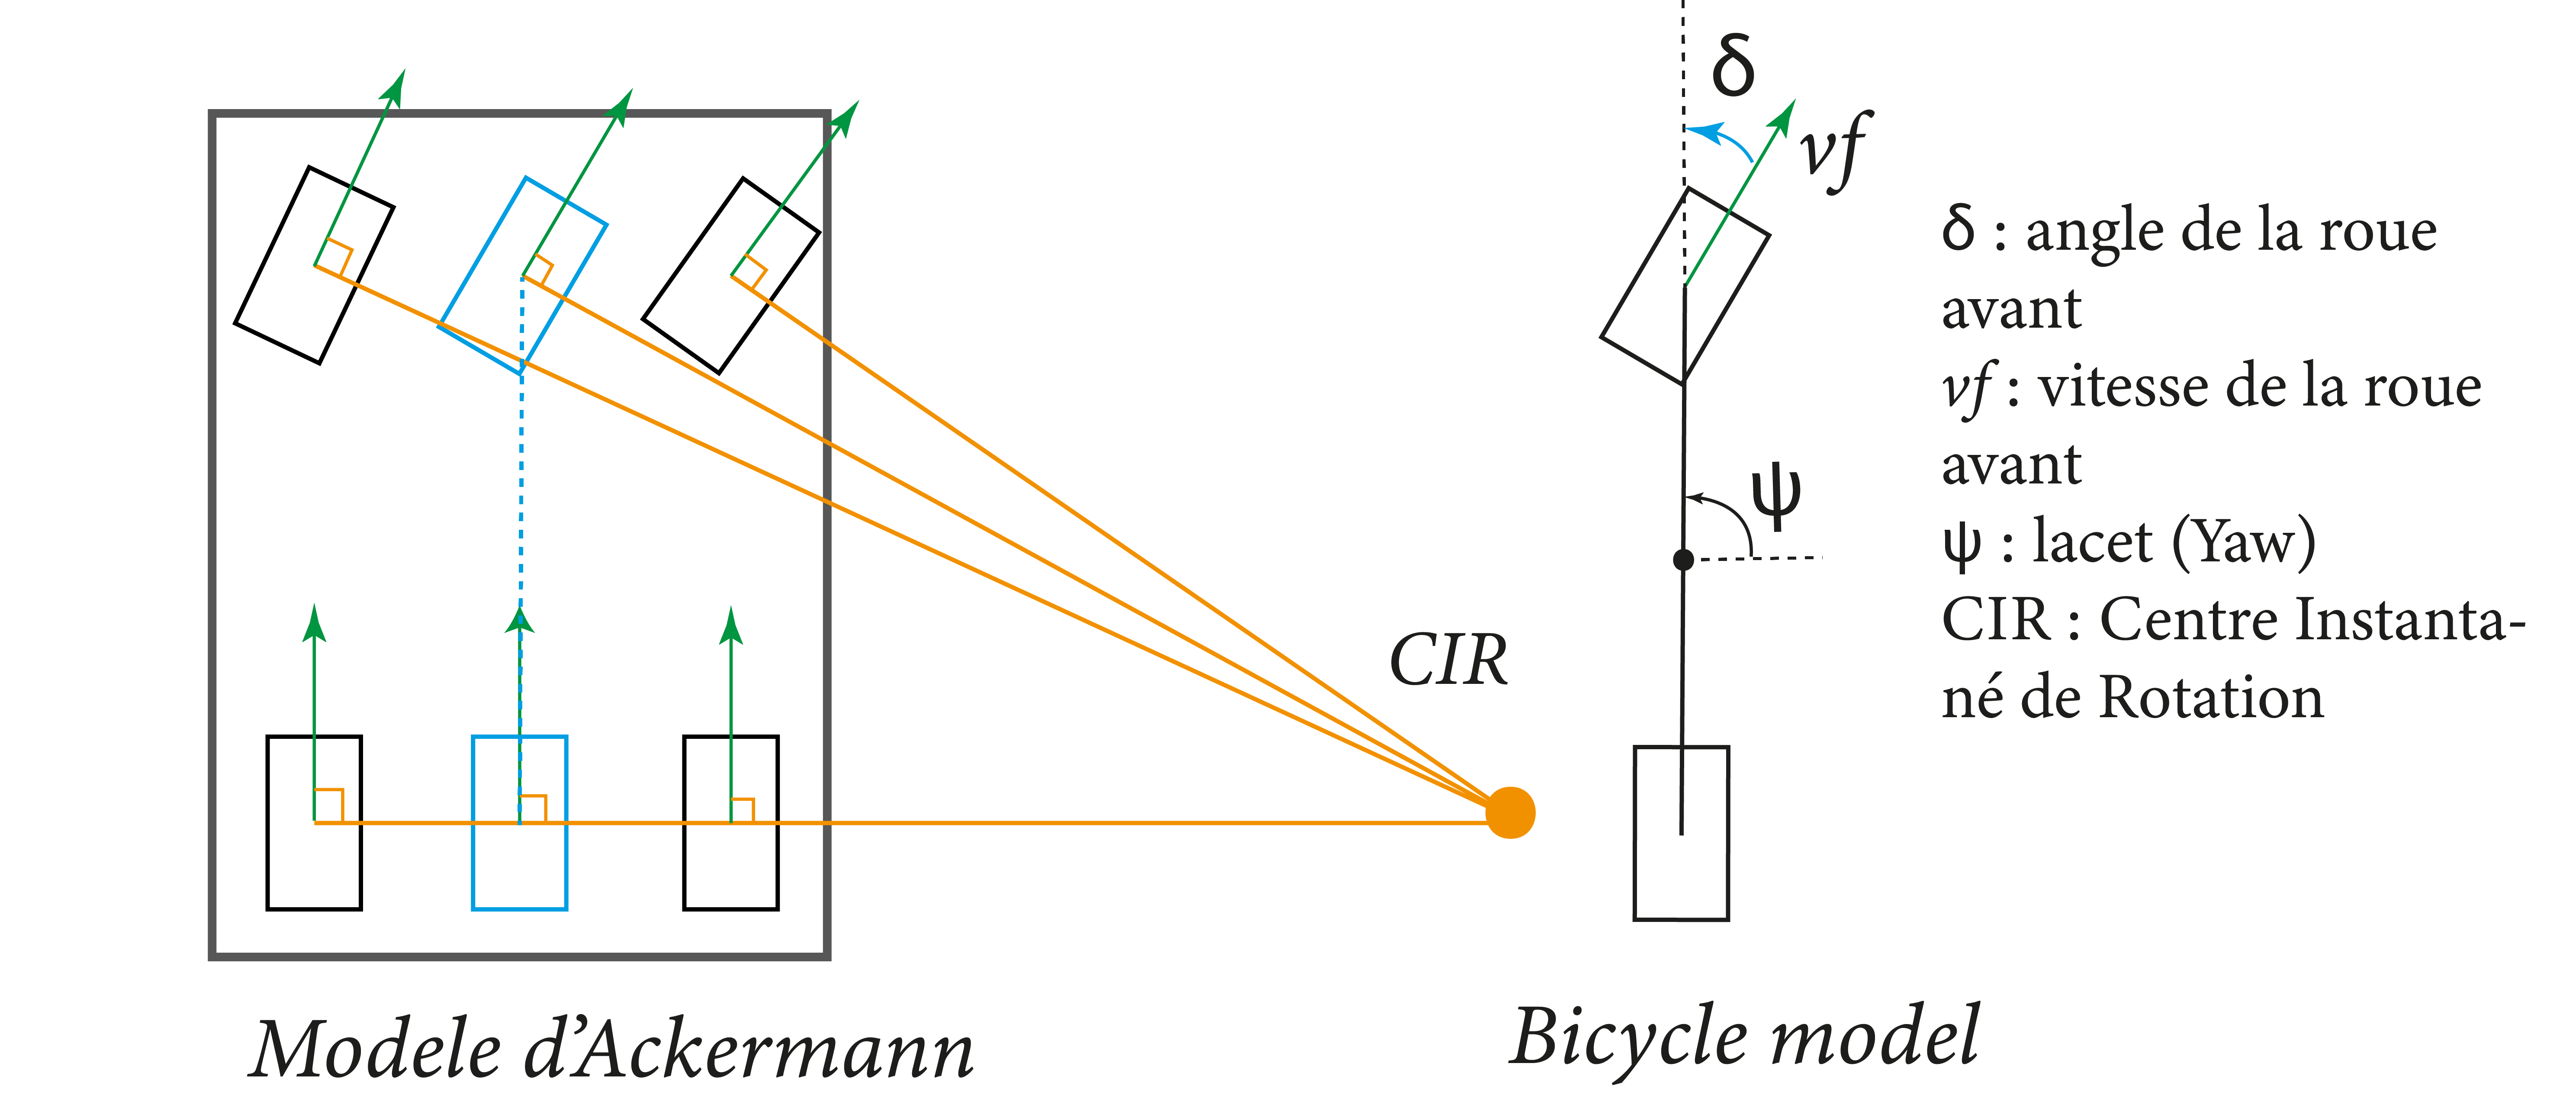 δ
vf
ψ
CIR
δ : angle de la roue
avant
vf : vitesse de la roue
avant
ψ : lacet (Yaw)
CIR : Centre Instanta-
né de Rotation
Modele d’Ackermann
Bicycle model